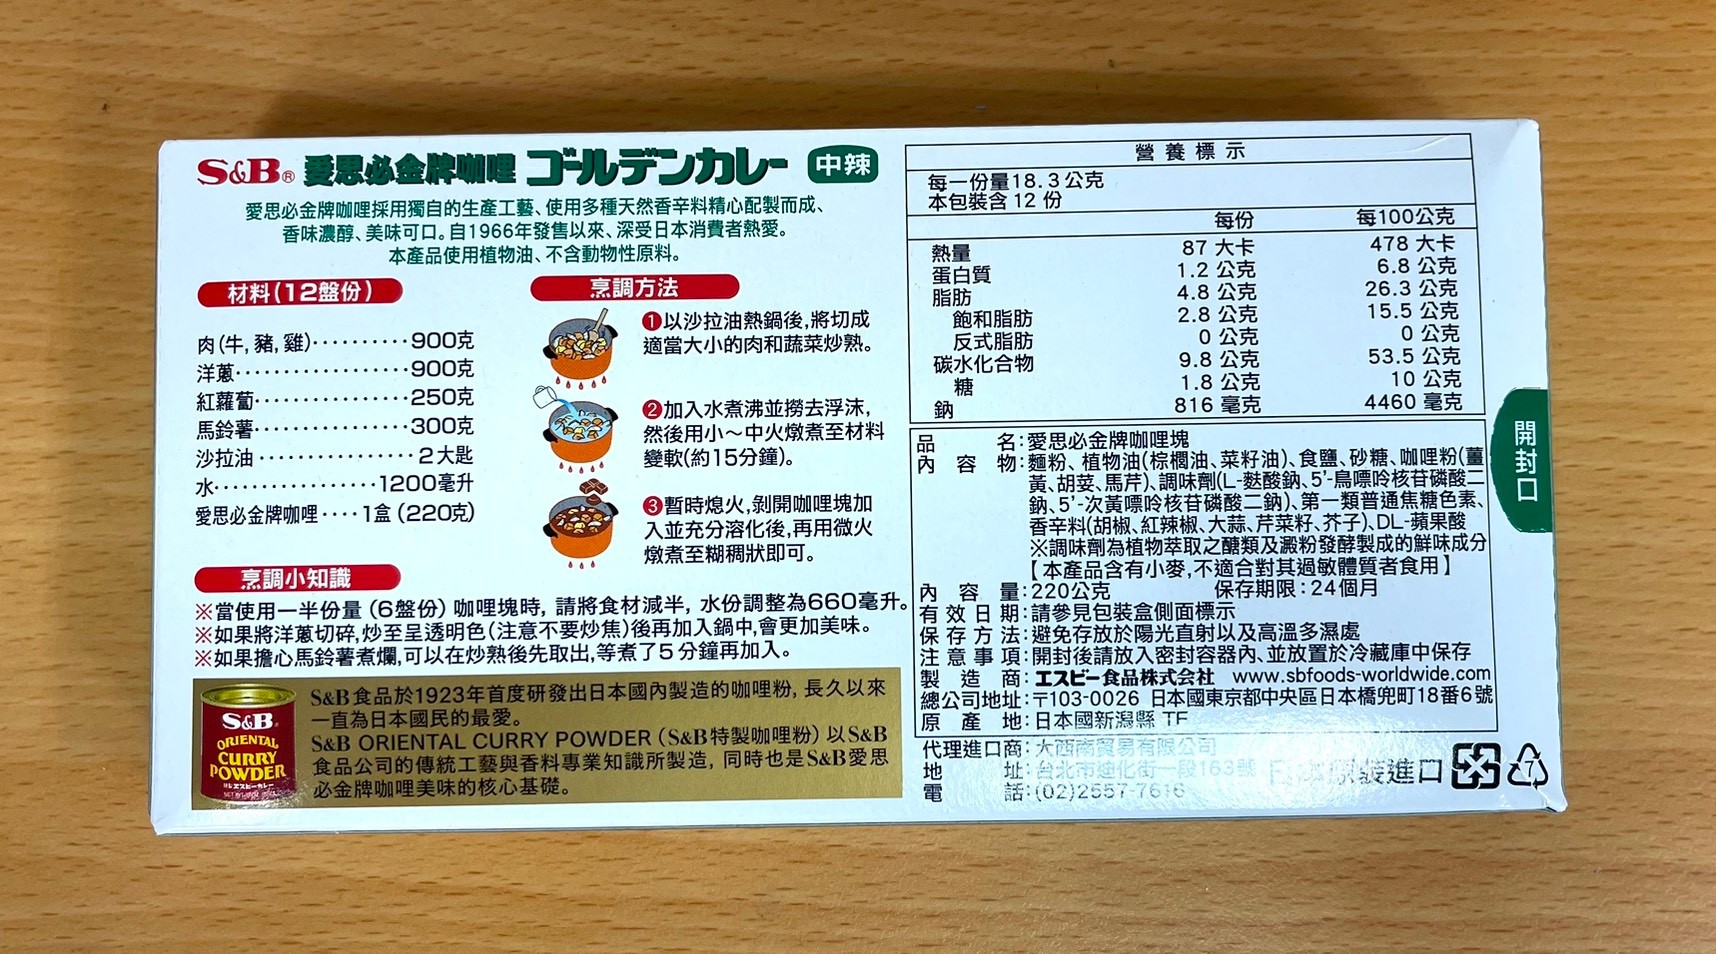 S&B® 愛思必金牌咖哩 ゴールデンカレー 中辣
愛思必金牌咖哩採用獨自的生產工藝、使用多種天然香辛料精心配製而成、
香味濃醇、美味可口。自1966年發售以來、深受日本消費者熱愛。
本產品使用植物油、不含動物性原料。
材料(12盤份)
肉(牛, 豬, 雞)··········900克
洋蔥··················900克
紅蘿蔔················250克
馬鈴薯················300克
沙拉油················2大匙
水·················1200毫升
愛思必金牌咖哩····1盒 (220克)
烹調方法
❶以沙拉油熱鍋後,將切成
適當大小的肉和蔬菜炒熟。
❷加入水煮沸並撈去浮沫,
然後用小～中火燉煮至材料
變軟(約15分鐘)。
❸暫時熄火,剝開咖哩塊加
入並充分溶化後,再用微火
燉煮至糊稠狀即可。
烹調小知識
※當使用一半份量 (6盤份) 咖哩塊時, 請將食材減半, 水份調整為660毫升。
※如果將洋蔥切碎,炒至呈透明色(注意不要炒焦)後再加入鍋中,會更加美味。
※如果擔心馬鈴薯煮爛,可以在炒熟後先取出,等煮了5分鐘再加入。
S&B
ORIENTAL
CURRY
POWDER
S&B食品於1923年首度研發出日本國內製造的咖哩粉, 長久以來
一直為日本國民的最愛。
S&B ORIENTAL CURRY POWDER (S&B特製咖哩粉) 以S&B
食品公司的傳統工藝與香料專業知識所製造, 同時也是S&B愛思
必金牌咖哩美味的核心基礎。
營養標示
每一份量18.3公克
本包裝含12份
每份 每100公克
熱量 87 大卡 478 大卡
蛋白質 1.2 公克 6.8 公克
脂肪 4.8 公克 26.3 公克
飽和脂肪 2.8 公克 15.5 公克
反式脂肪 0 公克 0 公克
碳水化合物 9.8 公克 53.5 公克
糖 1.8 公克 10 公克
鈉 816 毫克 4460 毫克
品名:愛思必金牌咖哩塊
內容物:麵粉、植物油(棕櫚油、菜籽油)、食鹽、砂糖、咖哩粉(薑
黃、胡荽、馬芹)、調味劑(L-麩酸鈉、5'-鳥嘌呤核苷磷酸二
鈉、5'-次黃嘌呤核苷磷酸二鈉)、第一類普通焦糖色素、
香辛料(胡椒、紅辣椒、大蒜、芹菜籽、芥子)、DL-蘋果酸
※調味劑為植物萃取之醣類及澱粉發酵製成的鮮味成分
【本產品含有小麥,不適合對其過敏體質者食用】
內容量:220公克 保存期限:24個月
有效日期:請參見包裝盒側面標示
保存方法:避免存放於陽光直射以及高溫多濕處
注意事項:開封後請放入密封容器內、並放置於冷藏庫中保存
製造商:エスビー食品株式会社 www.sbfoods-worldwide.com
總公司地址:〒103-0026 日本國東京都中央區日本橋兜町18番6號
原產地:日本國新潟縣 TF
代理進口商:大西南貿易有限公司
地址:台北市迪化街一段163號 日本原裝進口
電話:(02)2557-7616
7
開封口